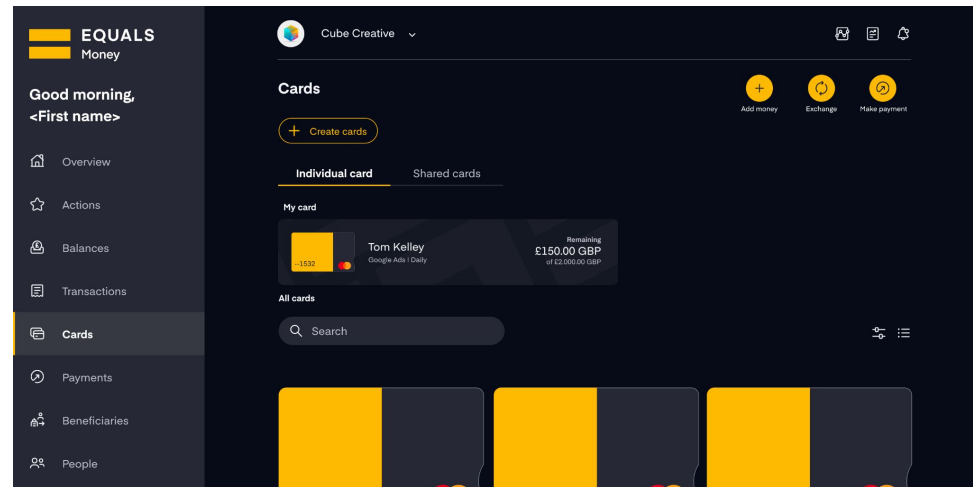 EQUALS
Money
Good morning,
<First name>
Overview
Actions
Balances
Transactions
Cards
Payments
Beneficiaries
People
Cube Creative
Cards
Add money
Exchange
Make payment
Create cards
Individual card
Shared cards
My card
--1532
Tom Kelley
Google Ads | Daily
Remaining
£150.00 GBP
of £2.000.00 GBP
All cards
Search